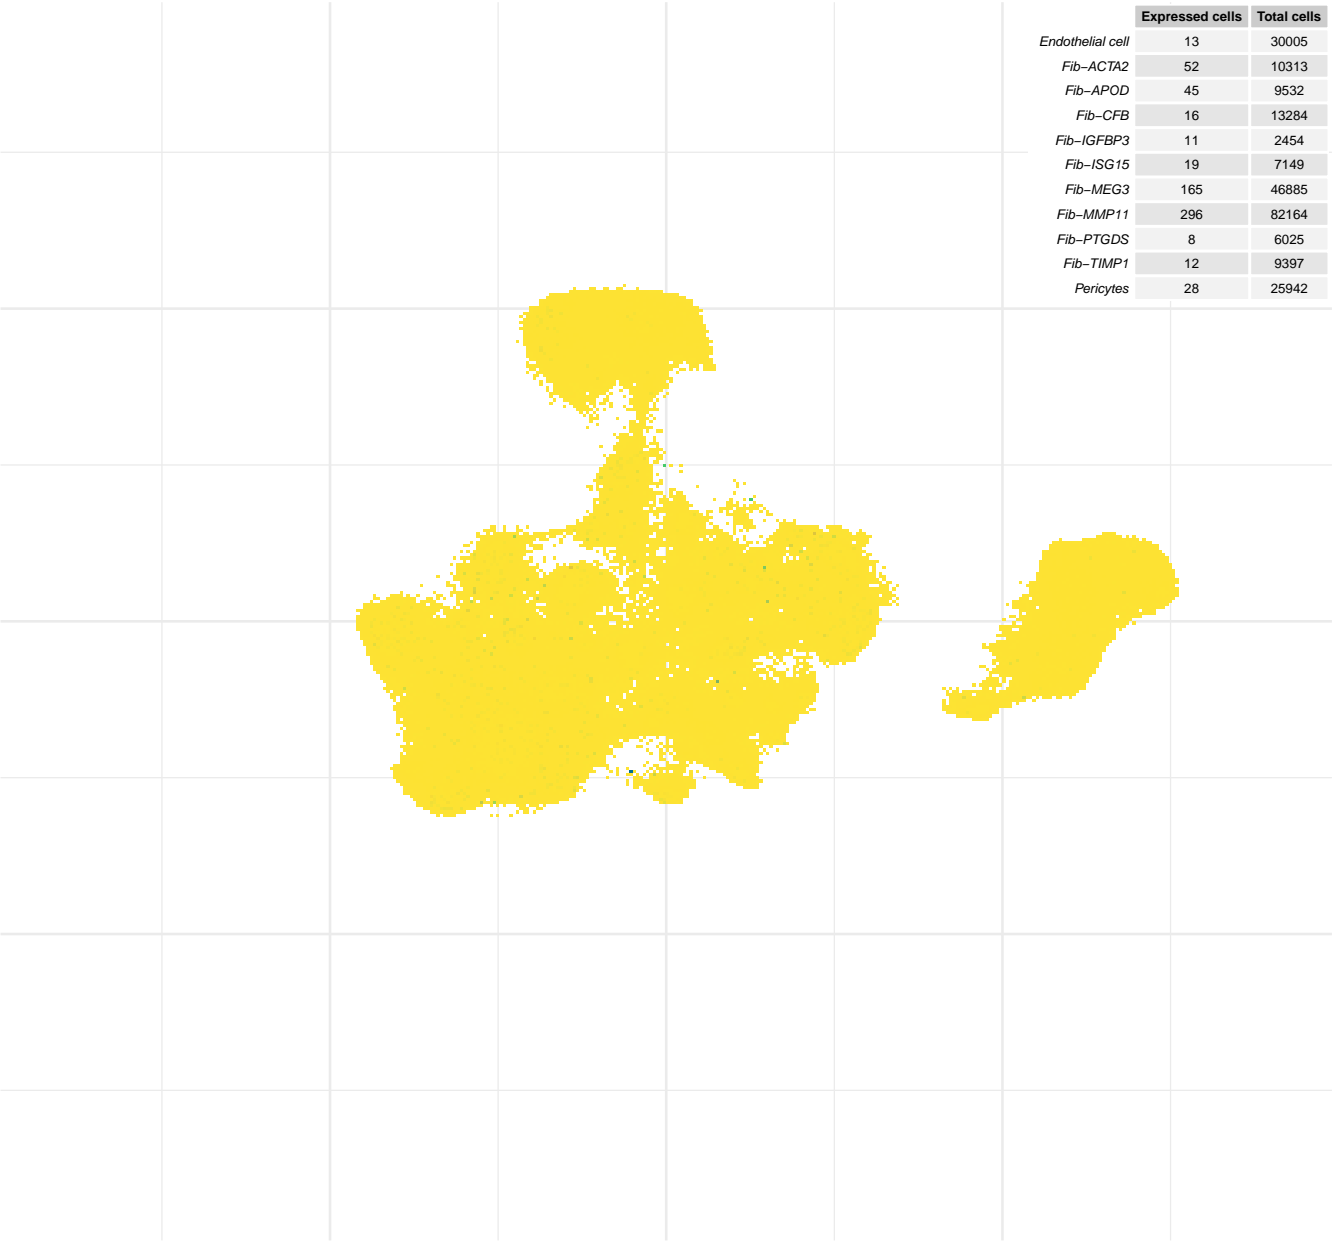 Expressed cells Total cells
Endothelial cell 13 30005
Fib−ACTA2 52 10313
Fib−APOD 45 9532
Fib−CFB 16 13284
Fib−IGFBP3 11 2454
Fib−ISG15 19 7149
Fib−MEG3 165 46885
Fib−MMP11 296 82164
Fib−PTGDS 8 6025
Fib−TIMP1 12 9397
Pericytes 28 25942